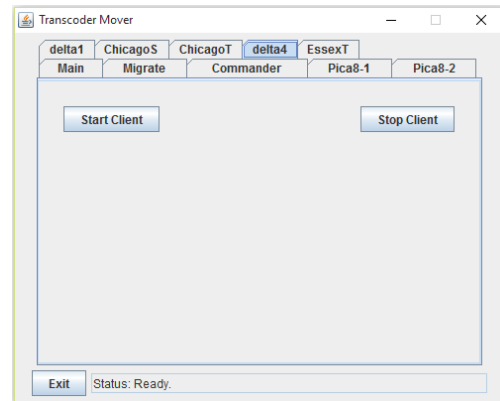 Transcoder Mover
delta1 ChicagoS ChicagoT delta4 EssexT
Main Migrate Commander Pica8-1 Pica8-2
Start Client Stop Client
Exit Status: Ready.